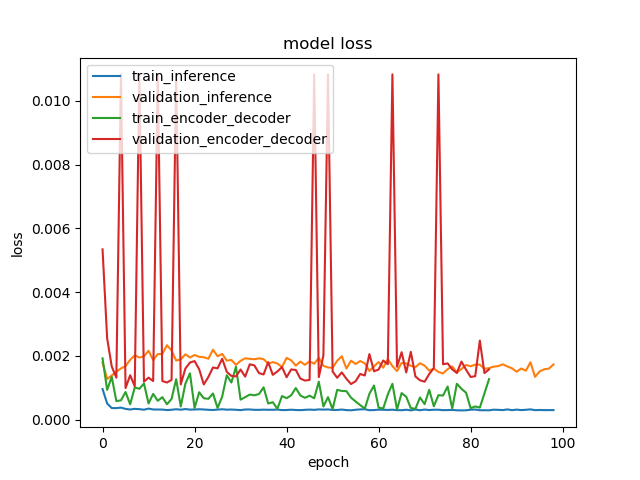 model loss
train_inference
validation_inference
train_encoder_decoder
validation_encoder_decoder
0.010
0.008
0.006
0.004
0.002
0.000
loss
0 20 40 60 80 100
epoch